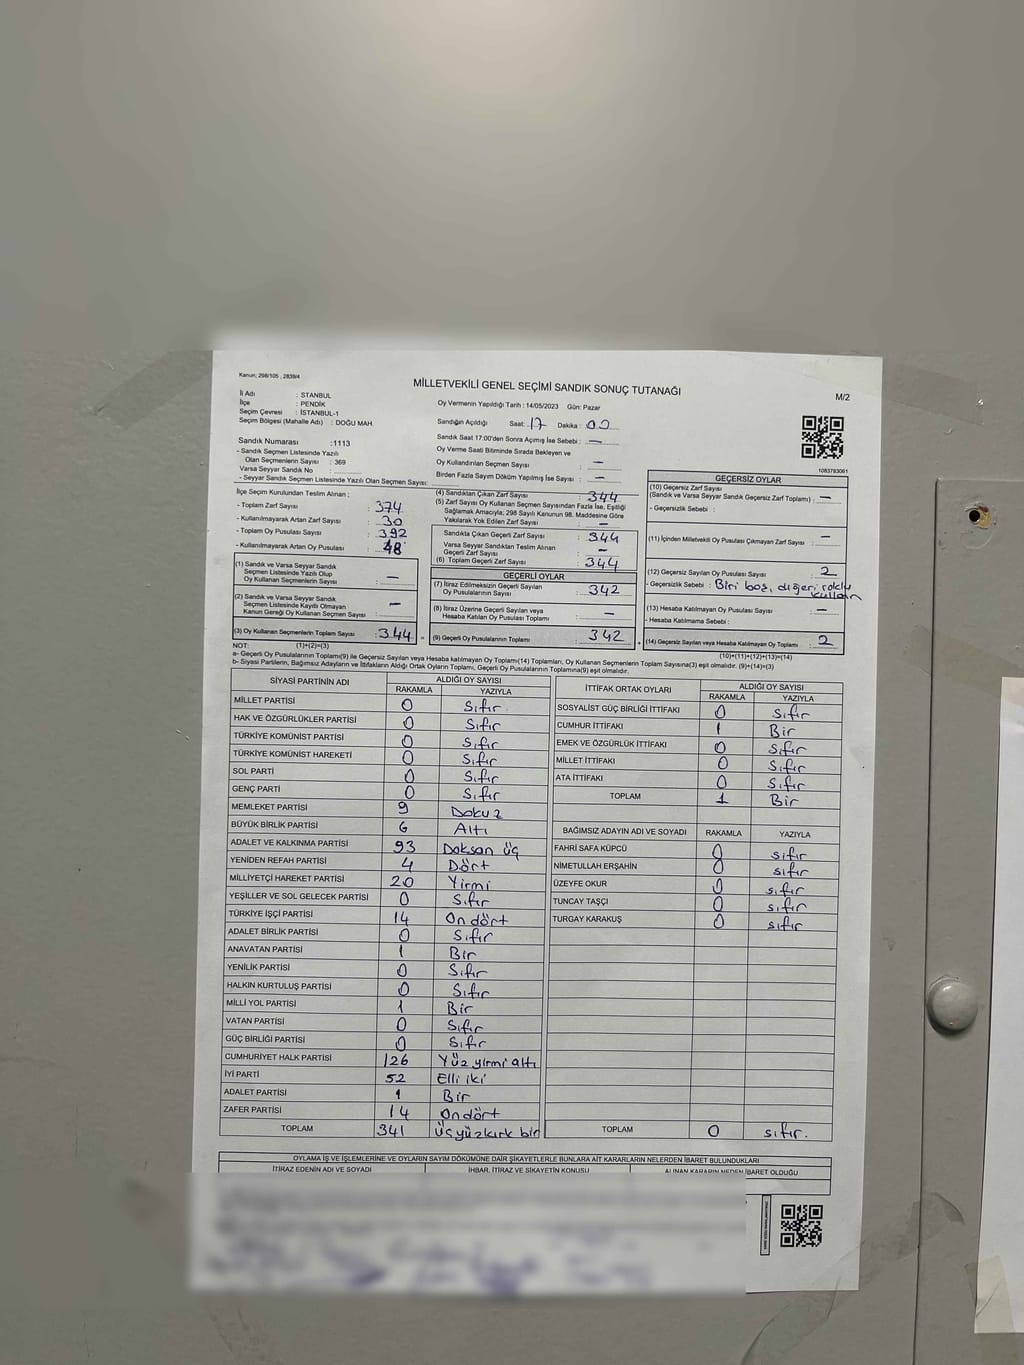 Kanun; 298/105 , 2839/4
MİLLETVEKİLİ GENEL SEÇİMİ SANDIK SONUÇ TUTANAĞI
M/2
İli Adı : STANBUL
İlçe : PENDİK
Seçim Çevresi : İSTANBUL-1
Seçim Bölgesi (Mahalle Adı) : DOĞU MAH.
Sandık Numarası :1113
- Sandık Seçmen Listesinde Yazılı
Olan Seçmenlerin Sayısı : 369
Varsa Seyyar Sandık No :
- Seyyar Sandık Seçmen Listesinde Yazılı Olan Seçmen Sayısı:
Oy Vermenin Yapıldığı Tarih : 14/05/2023 Gün: Pazar
Sandığın Açıldığı Saat: 17 Dakika : 00
Sandık Saat 17:00'den Sonra Açımış İse Sebebi : —
Oy Verme Saati Bitiminde Sırada Bekleyen ve
Oy Kullandırılan Seçmen Sayısı : —
Birden Fazla Sayım Döküm Yapılmış İse Sayısı : —
1083783061
İlçe Seçim Kurulundan Teslim Alınan ;
- Toplam Zarf Sayısı : 374
- Kullanılmayarak Artan Zarf Sayısı : 30
- Toplam Oy Pusulası Sayısı : 392
- Kullanılmayarak Artan Oy Pusulası : 48
(1) Sandık ve Varsa Seyyar Sandık
Seçmen Listesinde Yazılı Olup
Oy Kullanan Seçmenlerin Sayısı : —
(2) Sandık ve Varsa Seyyar Sandık
Seçmen Listesinde Kayıtlı Olmayan
Kanun Gereği Oy Kullanan Seçmen Sayısı : —
(3) Oy Kullanan Seçmenlerin Toplam Sayısı : 344 =
(1)+(2)=(3)
(4) Sandıktan Çıkan Zarf Sayısı : 344
(5) Zarf Sayısı Oy Kullanan Seçmen Sayısından Fazla İse, Eşitliği
Sağlamak Amacıyla; 298 Sayılı Kanunun 98. Maddesine Göre
Yakılarak Yok Edilen Zarf Sayısı : —
Sandıkta Çıkan Geçerli Zarf Sayısı : 344
Varsa Seyyar Sandıktan Teslim Alınan
Geçerli Zarf Sayısı : —
(6) Toplam Geçerli Zarf Sayısı : 344
GEÇERLİ OYLAR
(7) İtiraz Edilmeksizin Geçerli Sayılan
Oy Pusulasının Sayısı : 342
(8) İtiraz Üzerine Geçerli Sayılan veya
Hesaba Katılan Oy Pusulası Toplamı : —
(9) Geçerli Oy Pusulalarının Toplamı : 342 +
GEÇERSİZ OYLAR
(10) Geçersiz Zarf Sayısı
(Sandık ve Varsa Seyyar Sandık Geçersiz Zarf Toplamı) : —
- Geçersizlik Sebebi :
(11) İçinden Milletvekili Oy Pusulası Çıkmayan Zarf Sayısı : —
(12) Geçersiz Sayılan Oy Pusulası Sayısı : 2
- Geçersizlik Sebebi : Biri boş, diğeri
(13) Hesaba Katılmayan Oy Pusulası Sayısı : —
- Hesaba Katılmama Sebebi :
(14) Geçersiz Sayılan veya Hesaba Katılmayan Oy Toplamı : 2
(10)+(11)+(12)+(13)=(14)
NOT:
a- Geçerli Oy Pusulalarının Toplamı(9) ile Geçersiz Sayılan veya Hesaba katılmayan Oy Toplamı(14) Toplamları, Oy Kullanan Seçmenlerin Toplam Sayısına(3) eşit olmalıdır. (9)+(14)=(3)
b- Siyasi Partilerin, Bağımsız Adayların ve İttifakların Aldığı Ortak Oyların Toplamı, Geçerli Oy Pusulalarının Toplamına(9) eşit olmalıdır.
SİYASİ PARTİNİN ADI ALDIĞI OY SAYISI
RAKAMLA YAZIYLA
MİLLET PARTİSİ 0 Sıfır
HAK VE ÖZGÜRLÜKLER PARTİSİ 0 Sıfır
TÜRKİYE KOMÜNİST PARTİSİ 0 Sıfır
TÜRKİYE KOMÜNİST HAREKETİ 0 Sıfır
SOL PARTİ 0 Sıfır
GENÇ PARTİ 0 Sıfır
MEMLEKET PARTİSİ 9 Dokuz
BÜYÜK BİRLİK PARTİSİ 6 Altı
ADALET VE KALKINMA PARTİSİ 93 Doksan üç
YENİDEN REFAH PARTİSİ 4 Dört
MİLLİYETÇİ HAREKET PARTİSİ 20 Yirmi
YEŞİLLER VE SOL GELECEK PARTİSİ 0 Sıfır
TÜRKİYE İŞÇİ PARTİSİ 14 On dört
ADALET BİRLİK PARTİSİ 0 Sıfır
ANAVATAN PARTİSİ 1 Bir
YENİLİK PARTİSİ 0 Sıfır
HALKIN KURTULUŞ PARTİSİ 0 Sıfır
MİLLİ YOL PARTİSİ 1 Bir
VATAN PARTİSİ 0 Sıfır
GÜÇ BİRLİĞİ PARTİSİ 0 Sıfır
CUMHURİYET HALK PARTİSİ 126 Yüz yirmi altı
İYİ PARTİ 52 Elli iki
ADALET PARTİSİ 1 Bir
ZAFER PARTİSİ 14 On dört
TOPLAM 341 üç yüz kırk bir
İTTİFAK ORTAK OYLARI ALDIĞI OY SAYISI
RAKAMLA YAZIYLA
SOSYALİST GÜÇ BİRLİĞİ İTTİFAKI 0 Sıfır
CUMHUR İTTİFAKI 1 Bir
EMEK VE ÖZGÜRLÜK İTTİFAKI 0 Sıfır
MİLLET İTTİFAKI 0 Sıfır
ATA İTTİFAKI 0 Sıfır
TOPLAM 1 Bir
BAĞIMSIZ ADAYIN ADI VE SOYADI RAKAMLA YAZIYLA
FAHRİ SAFA KÜPCÜ 0 sıfır
NİMETULLAH ERŞAHİN 0 sıfır
ÜZEYFE OKUR 0 sıfır
TUNCAY TAŞÇI 0 sıfır
TURGAY KARAKUŞ 0 sıfır
TOPLAM 0 sıfır.
OYLAMA İŞ VE İŞLEMLERİNE VE OYLARIN SAYIM DÖKÜMÜNE DAİR ŞİKAYETLERLE BUNLARA AİT KARARLARIN NELERDEN İBARET BULUNDUKLARI
İTİRAZ EDENİN ADI VE SOYADI İHBAR, İTİRAZ VE ŞİKAYETİN KONUSU ALINAN KARARIN NEDEN İBARET OLDUĞU